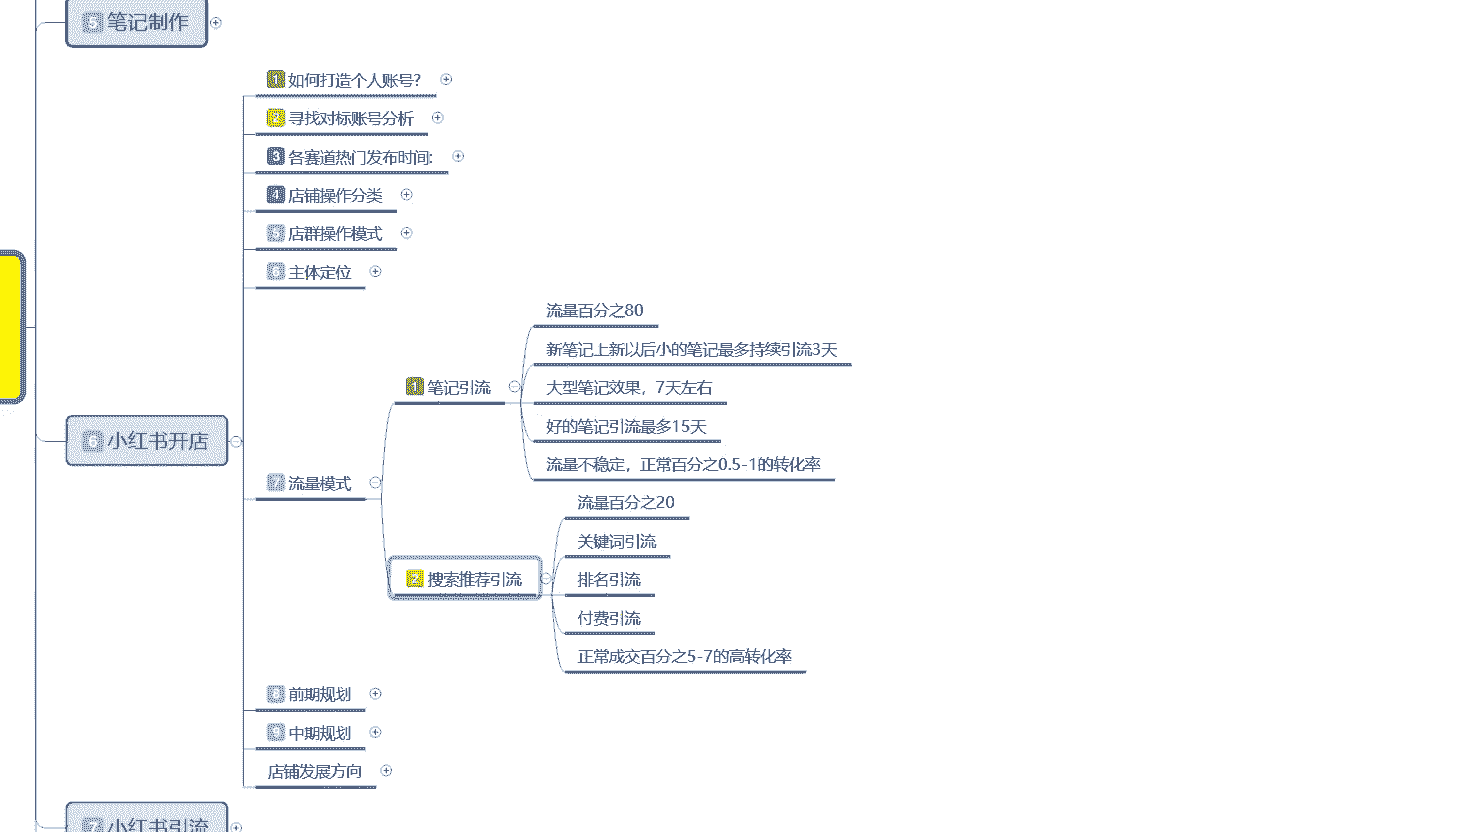 5 笔记制作
1 如何打造个人账号?
2 寻找对标账号分析
3 各赛道热门发布时间:
4 店铺操作分类
5 店群操作模式
6 主体定位
6 小红书开店
7 流量模式
1 笔记引流
流量百分之80
新笔记上新以后小的笔记最多持续引流3天
大型笔记效果，7天左右
好的笔记引流最多15天
流量不稳定，正常百分之0.5-1的转化率
2 搜索推荐引流
流量百分之20
关键词引流
排名引流
付费引流
正常成交百分之5-7的高转化率
8 前期规划
9 中期规划
店铺发展方向
7 小红书引流